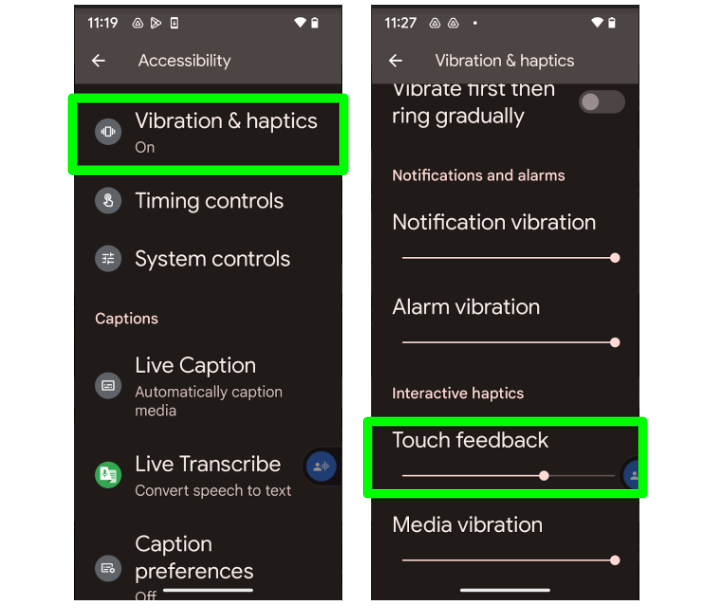 11:19
Accessibility
Vibration & haptics
On
Timing controls
System controls
Captions
Live Caption
Automatically caption
media
Live Transcribe
Convert speech to text
Caption
preferences
Off
11:27
Vibration & haptics
Vibrate first then
ring gradually
Notifications and alarms
Notification vibration
Alarm vibration
Interactive haptics
Touch feedback
Media vibration